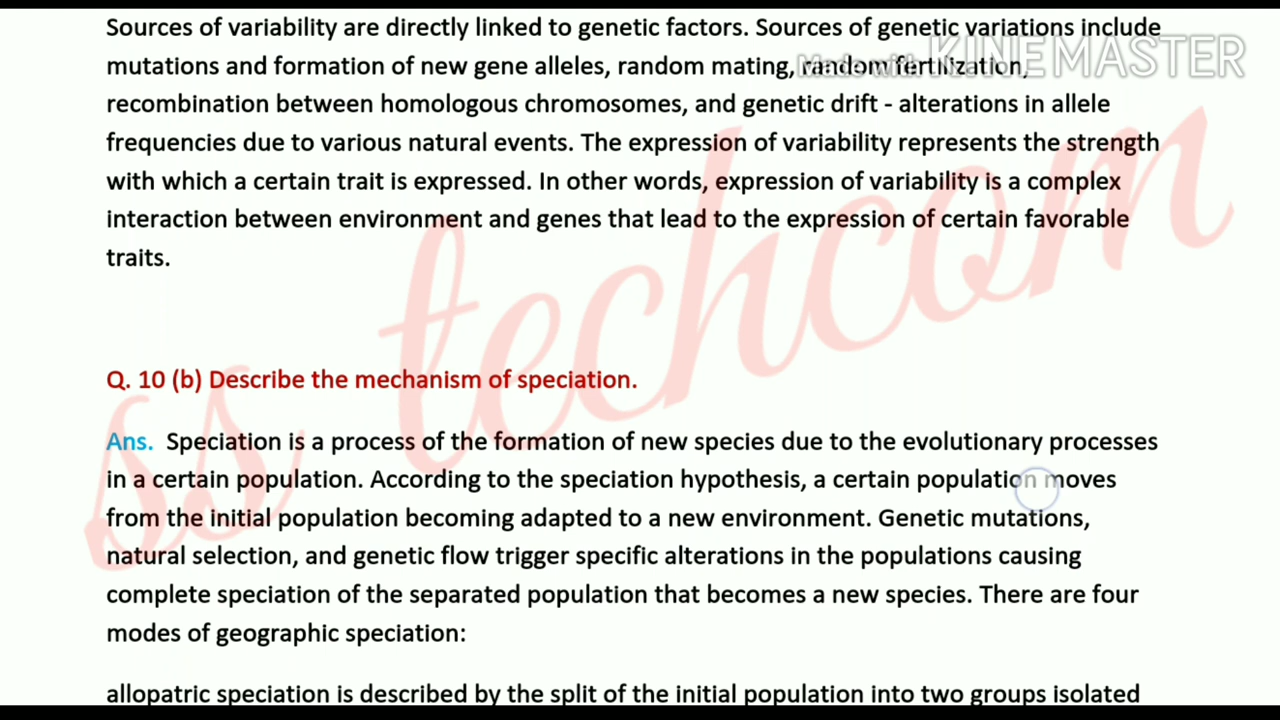 Sources of variability are directly linked to genetic factors. Sources of genetic variations include
Made with KINEMASTER
mutations and formation of new gene alleles, random mating, random fertilization,
recombination between homologous chromosomes, and genetic drift - alterations in allele
frequencies due to various natural events. The expression of variability represents the strength
with which a certain trait is expressed. In other words, expression of variability is a complex
interaction between environment and genes that lead to the expression of certain favorable
traits.
ss techcom
Q. 10 (b) Describe the mechanism of speciation.
Ans. Speciation is a process of the formation of new species due to the evolutionary processes
in a certain population. According to the speciation hypothesis, a certain population moves
from the initial population becoming adapted to a new environment. Genetic mutations,
natural selection, and genetic flow trigger specific alterations in the populations causing
complete speciation of the separated population that becomes a new species. There are four
modes of geographic speciation:
allopatric speciation is described by the split of the initial population into two groups isolated